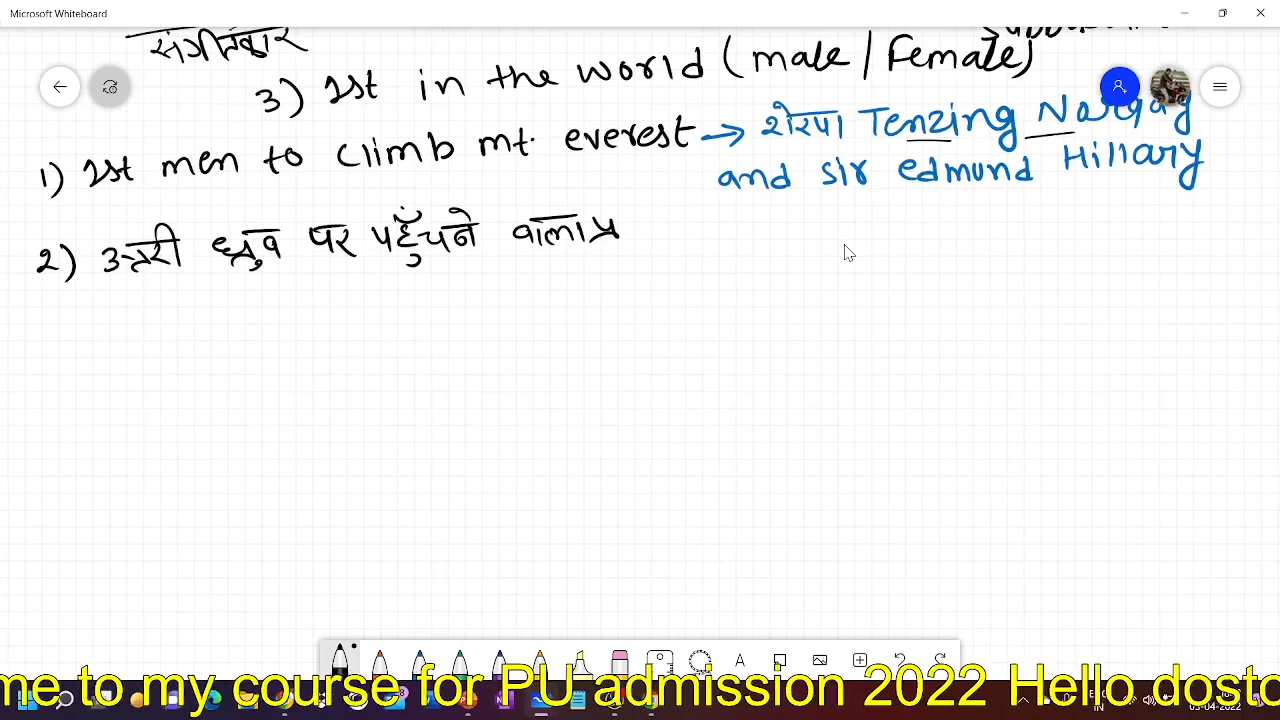 Microsoft Whiteboard
संगीतकार
3) 1st in the world (male / Female)
1) 1st men to climb mt. everest → शेरपा Tenzing Norgay
and sir edmund Hillary
2) उत्तरी ध्रुव पर पहुँचने वाला प्र
me to my course for PU admission 2022 Hello dosto